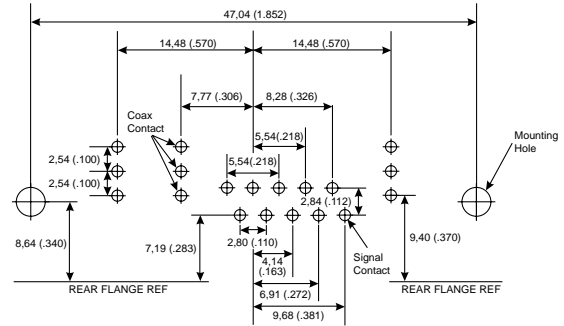 47,04 (1.852)
14,48 (.570)
14,48 (.570)
7,77 (.306)
8,28 (.326)
Coax
Contact
5,54(.218)
Mounting
Hole
2,54 (.100)
5,54(.218)
2,54 (.100)
2,84 (.112)
8,64 (.340)
7,19 (.283)
2,80 (.110)
9,40 (.370)
4,14
(.163)
Signal
Contact
6,91 (.272)
REAR FLANGE REF
REAR FLANGE REF
9,68 (.381)